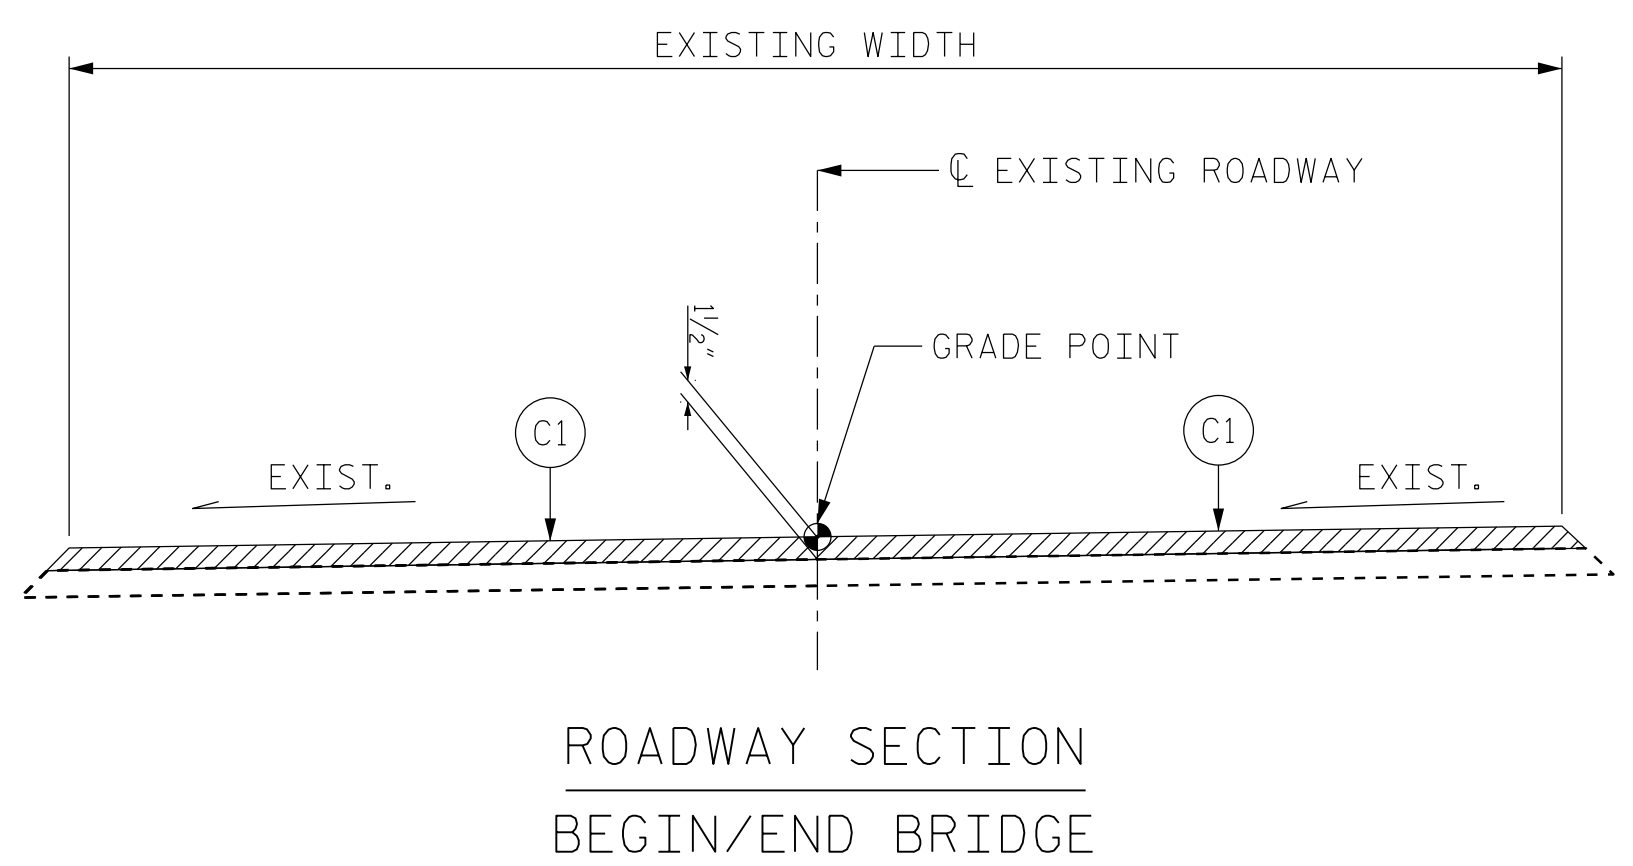 EXISTING WIDTH
℄ EXISTING ROADWAY
1½"
GRADE POINT
C1
C1
EXIST.
EXIST.
ROADWAY SECTION
BEGIN/END BRIDGE